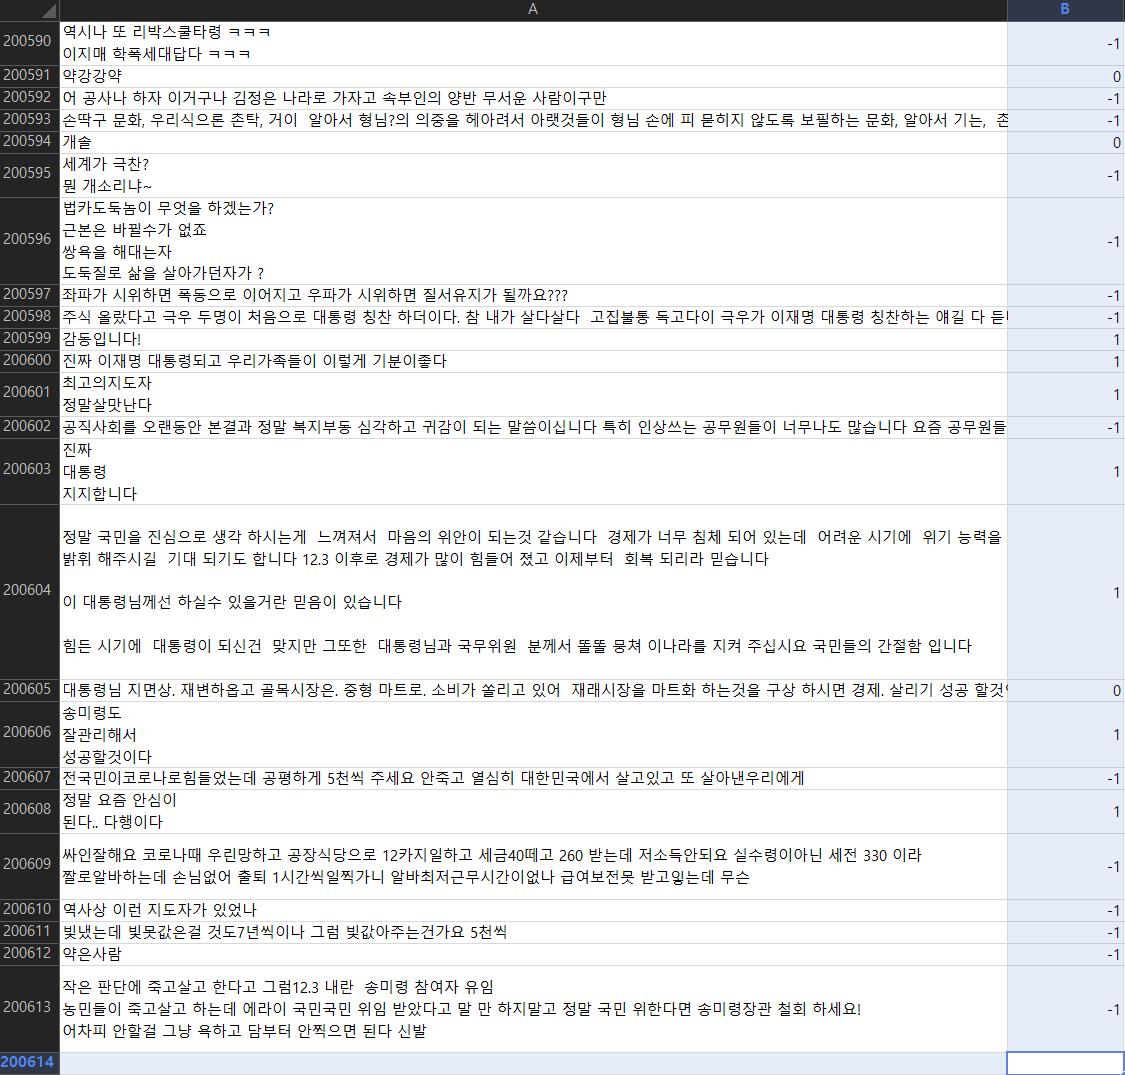 A B
200590 역시나 또 리박스쿨타령 ㅋㅋㅋ
이지매 학폭세대답다 ㅋㅋㅋ -1
200591 약강강약 0
200592 어 공사나 하자 이거구나 김정은 나라로 가자고 속부인의 양반 무서운 사람이구만 -1
200593 손딱구 문화, 우리식으론 존탁, 거이 알아서 형님?의 의중을 헤아려서 아랫것들이 형님 손에 피 묻히지 않도록 보필하는 문화, 알아서 기는, 존 -1
200594 개솔 0
200595 세계가 극찬?
뭔 개소리냐~ -1
200596 법카도둑놈이 무엇을 하겠는가?
근본은 바뀔수가 없죠
쌍욕을 해대는자
도둑질로 삶을 살아가던자가 ? -1
200597 좌파가 시위하면 폭동으로 이어지고 우파가 시위하면 질서유지가 될까요??? -1
200598 주식 올랐다고 극우 두명이 처음으로 대통령 칭찬 하더이다. 참 내가 살다살다 고집불통 독고다이 극우가 이재명 대통령 칭찬하는 얘길 다 듣 -1
200599 감동입니다! 1
200600 진짜 이재명 대통령되고 우리가족들이 이렇게 기분이좋다 1
200601 최고의지도자
정말살맛난다 1
200602 공직사회를 오랜동안 본결과 정말 복지부동 심각하고 귀감이 되는 말씀이십니다 특히 인상쓰는 공무원들이 너무나도 많습니다 요즘 공무원들 -1
200603 진짜
대통령
지지합니다 1
200604 정말 국민을 진심으로 생각 하시는게 느껴져서 마음의 위안이 되는것 같습니다 경제가 너무 침체 되어 있는데 어려운 시기에 위기 능력을
밝휘 해주시길 기대 되기도 합니다 12.3 이후로 경제가 많이 힘들어 졌고 이제부터 회복 되리라 믿습니다
이 대통령님께선 하실수 있을거란 믿음이 있습니다
힘든 시기에 대통령이 되신건 맞지만 그또한 대통령님과 국무위원 분께서 똘똘 뭉쳐 이나라를 지켜 주십시요 국민들의 간절함 입니다 1
200605 대통령님 지면상. 재변하옵고 골목시장은. 중형 마트로. 소비가 쏠리고 있어 재래시장을 마트화 하는것을 구상 하시면 경제. 살리기 성공 할것 0
200606 송미령도
잘관리해서
성공할것이다 1
200607 전국민이코로나로힘들었는데 공평하게 5천씩 주세요 안죽고 열심히 대한민국에서 살고있고 또 살아낸우리에게 -1
200608 정말 요즘 안심이
된다.. 다행이다 1
200609 싸인잘해요 코로나때 우린망하고 공장식당으로 12카지일하고 세금40떼고 260 받는데 저소득안되요 실수령이아닌 세전 330 이라
짤로알바하는데 손님없어 출퇴 1시간씩일찍가니 알바최저근무시간이없나 급여보전못 받고잏는데 무슨 -1
200610 역사상 이런 지도자가 있었나 -1
200611 빛냈는데 빛못값은걸 것도7년씩이나 그럼 빛값아주는건가요 5천씩 -1
200612 약은사람 -1
200613 작은 판단에 죽고살고 한다고 그럼12.3 내란 송미령 참여자 유임
농민들이 죽고살고 하는데 에라이 국민국민 위임 받았다고 말 만 하지말고 정말 국민 위한다면 송미령장관 철회 하세요!
어차피 안할걸 그냥 욕하고 담부터 안찍으면 된다 신발 -1
200614